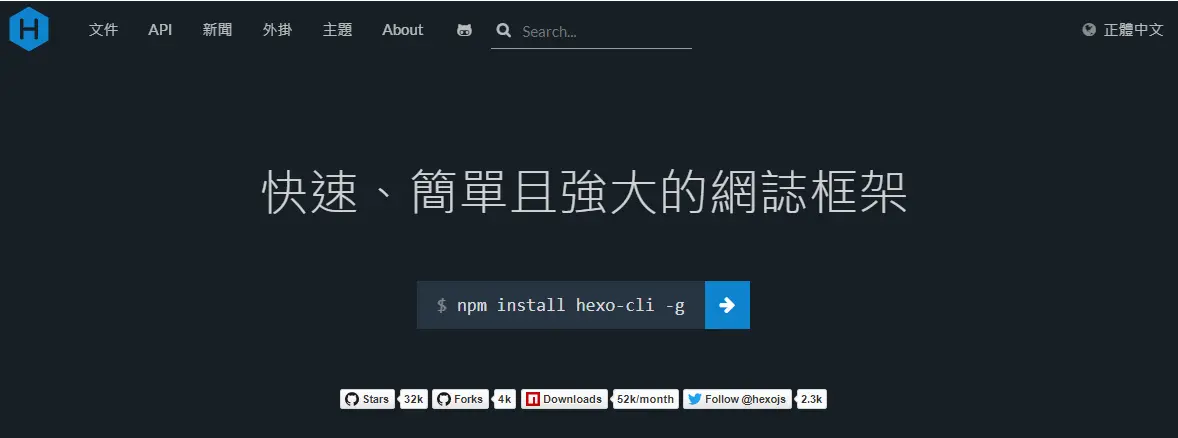 H 文件 API 新聞 外掛 主題 About Search... 正體中文
快速、簡單且強大的網誌框架
$ npm install hexo-cli -g
Stars 32k Forks 4k n Downloads 52k/month Follow @hexojs 2.3k